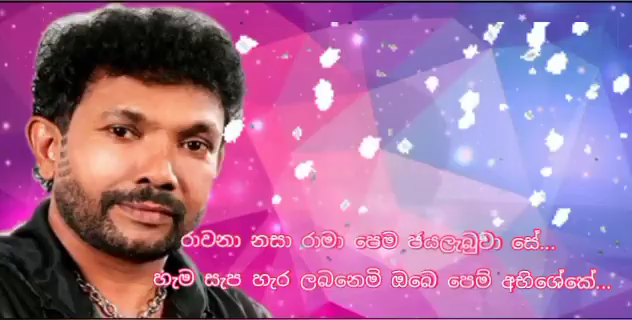 රාවනා නසා රාමා පෙම ජයලැබුවා සේ...
හැම සැප හැර ලබනෙමි ඔබෙ පෙම් අභිශේකේ...